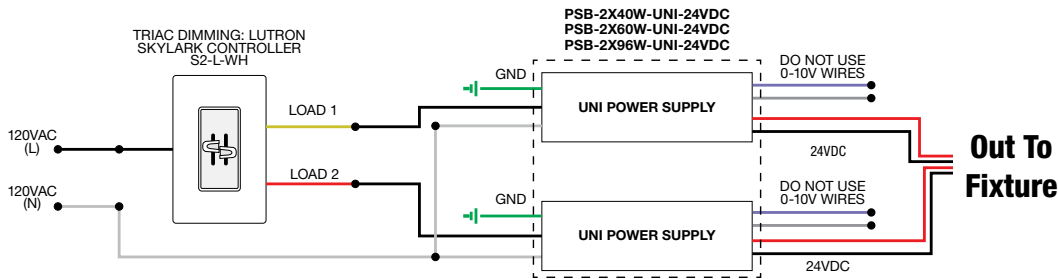 PSB-2X40W-UNI-24VDC
PSB-2X60W-UNI-24VDC
PSB-2X96W-UNI-24VDC
TRIAC DIMMING: LUTRON
SKYLARK CONTROLLER
S2-L-WH
DO NOT USE
0-10V WIRES
GND
UNI POWER SUPPLY
LOAD 1
120VAC
(L)
24VDC
Out To
Fixture
LOAD 2
120VAC
(N)
GND
DO NOT USE
0-10V WIRES
UNI POWER SUPPLY
24VDC